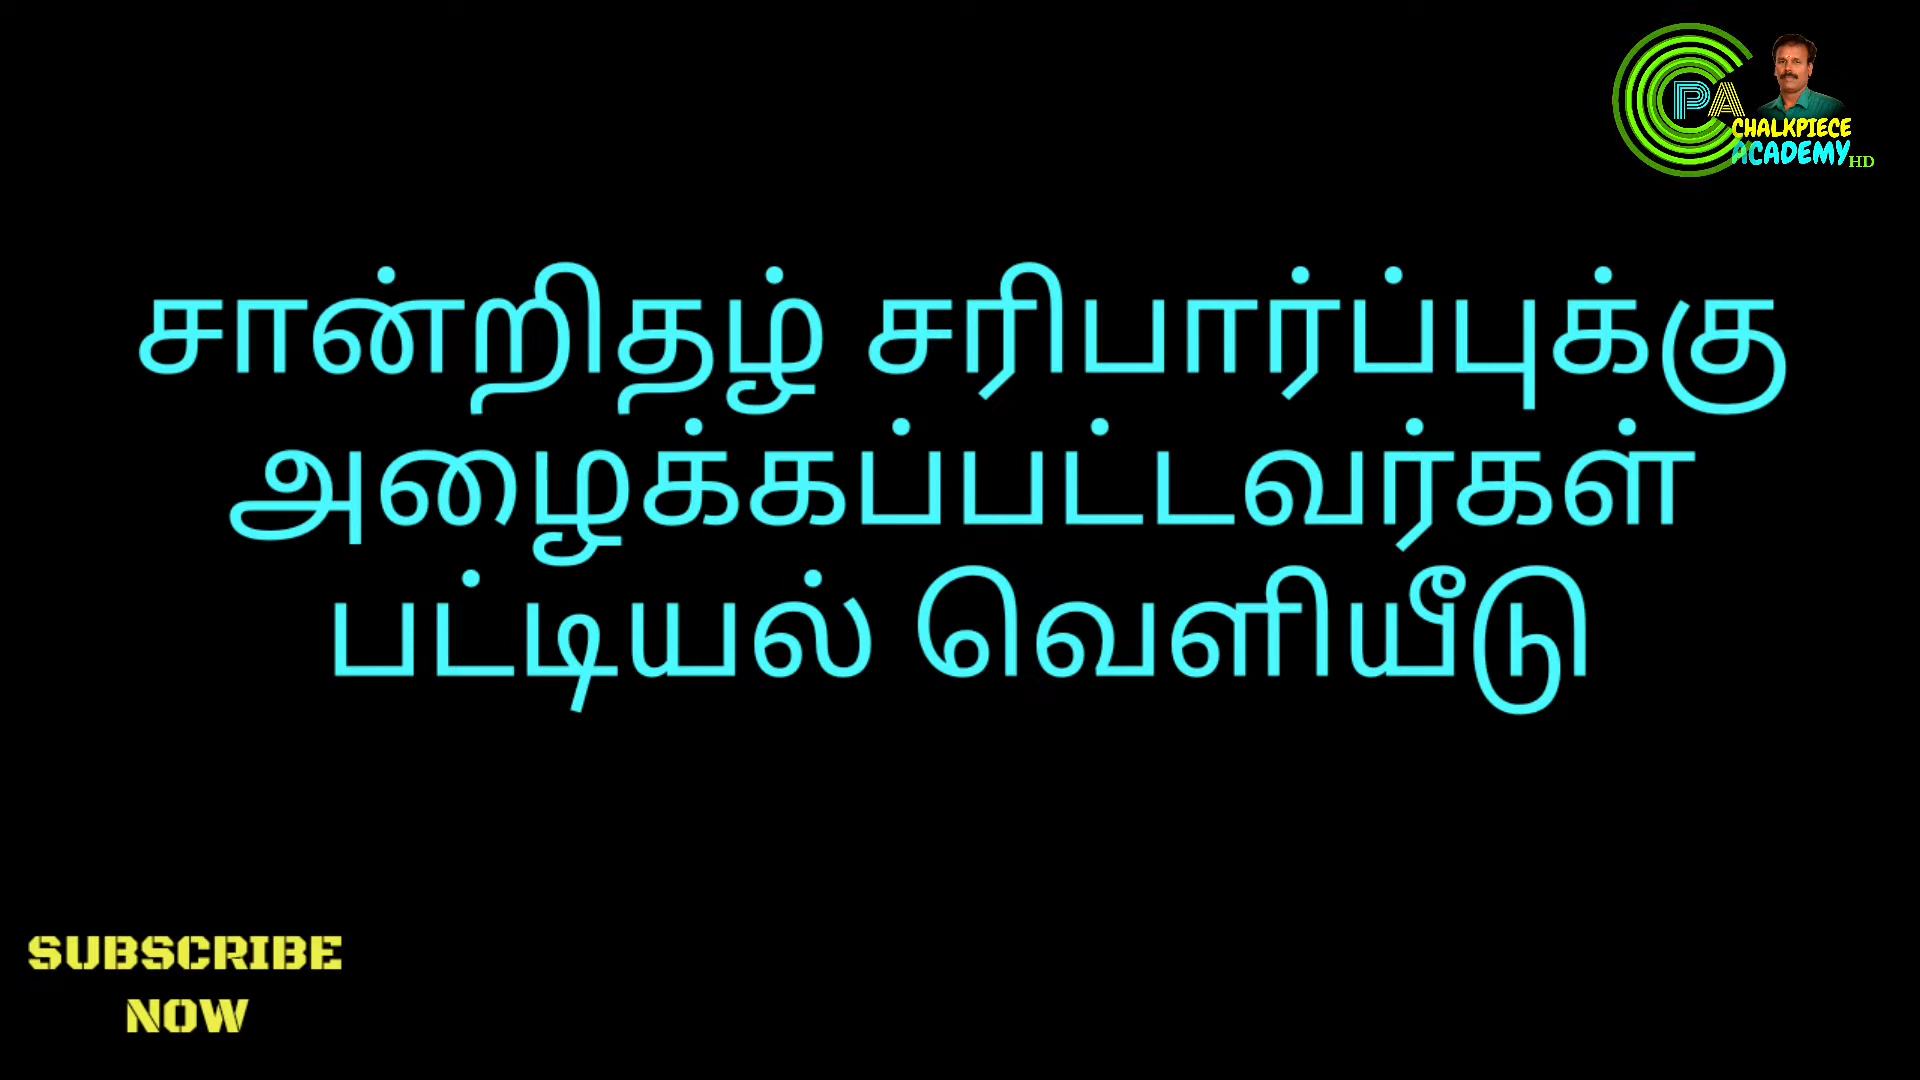 PA
CHALKPIECE
ACADEMY HD
சான்றிதழ் சரிபார்ப்புக்கு
அழைக்கப்பட்டவர்கள்
பட்டியல் வெளியீடு
SUBSCRIBE
NOW